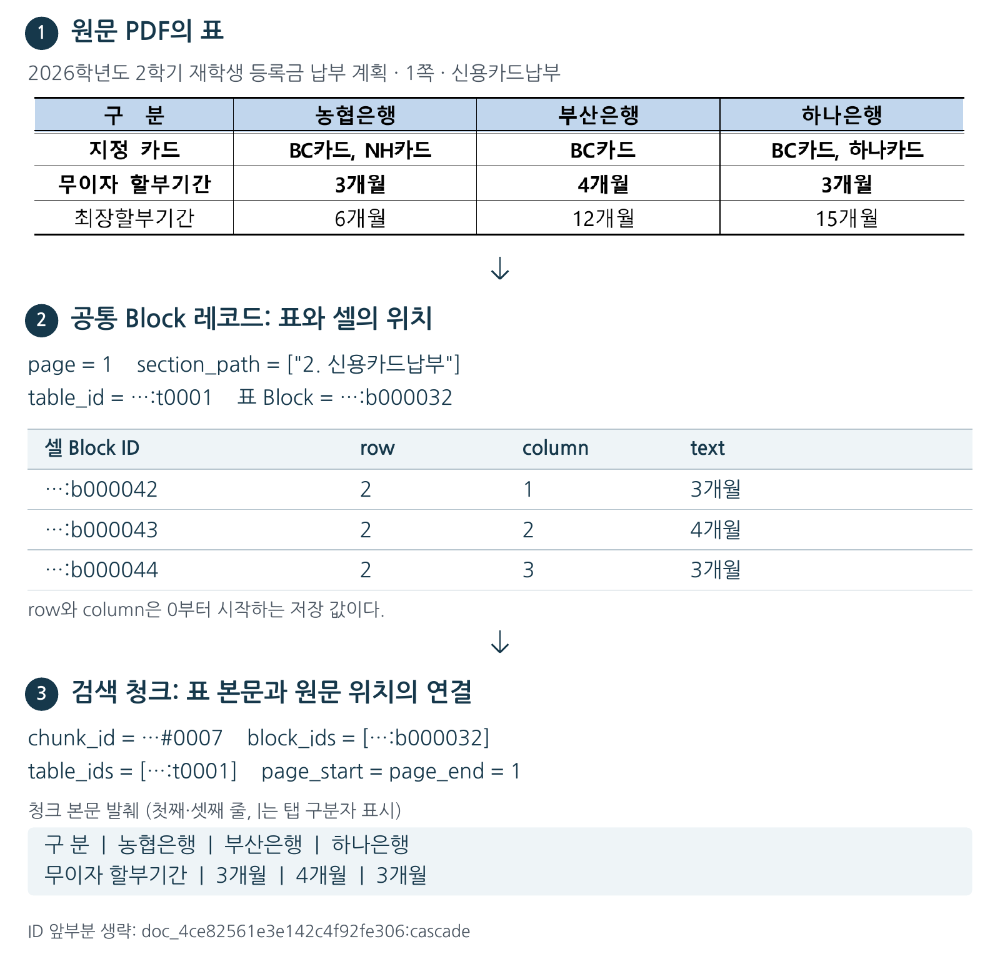 1 원문 PDF의 표
2026학년도 2학기 재학생 등록금 납부 계획 · 1쪽 · 신용카드납부
구 분 농협은행 부산은행 하나은행
지정 카드 BC카드, NH카드 BC카드 BC카드, 하나카드
무이자 할부기간 3개월 4개월 3개월
최장할부기간 6개월 12개월 15개월
↓
2 공통 Block 레코드: 표와 셀의 위치
page = 1 section_path = ["2. 신용카드납부"]
table_id = …:t0001 표 Block = …:b000032
셀 Block ID row column text
…:b000042 2 1 3개월
…:b000043 2 2 4개월
…:b000044 2 3 3개월
row와 column은 0부터 시작하는 저장 값이다.
↓
3 검색 청크: 표 본문과 원문 위치의 연결
chunk_id = …#0007 block_ids = […:b000032]
table_ids = […:t0001] page_start = page_end = 1
청크 본문 발췌 (첫째·셋째 줄, |는 탭 구분자 표시)
구 분 | 농협은행 | 부산은행 | 하나은행
무이자 할부기간 | 3개월 | 4개월 | 3개월
ID 앞부분 생략: doc_4ce82561e3e142c4f92fe306:cascade